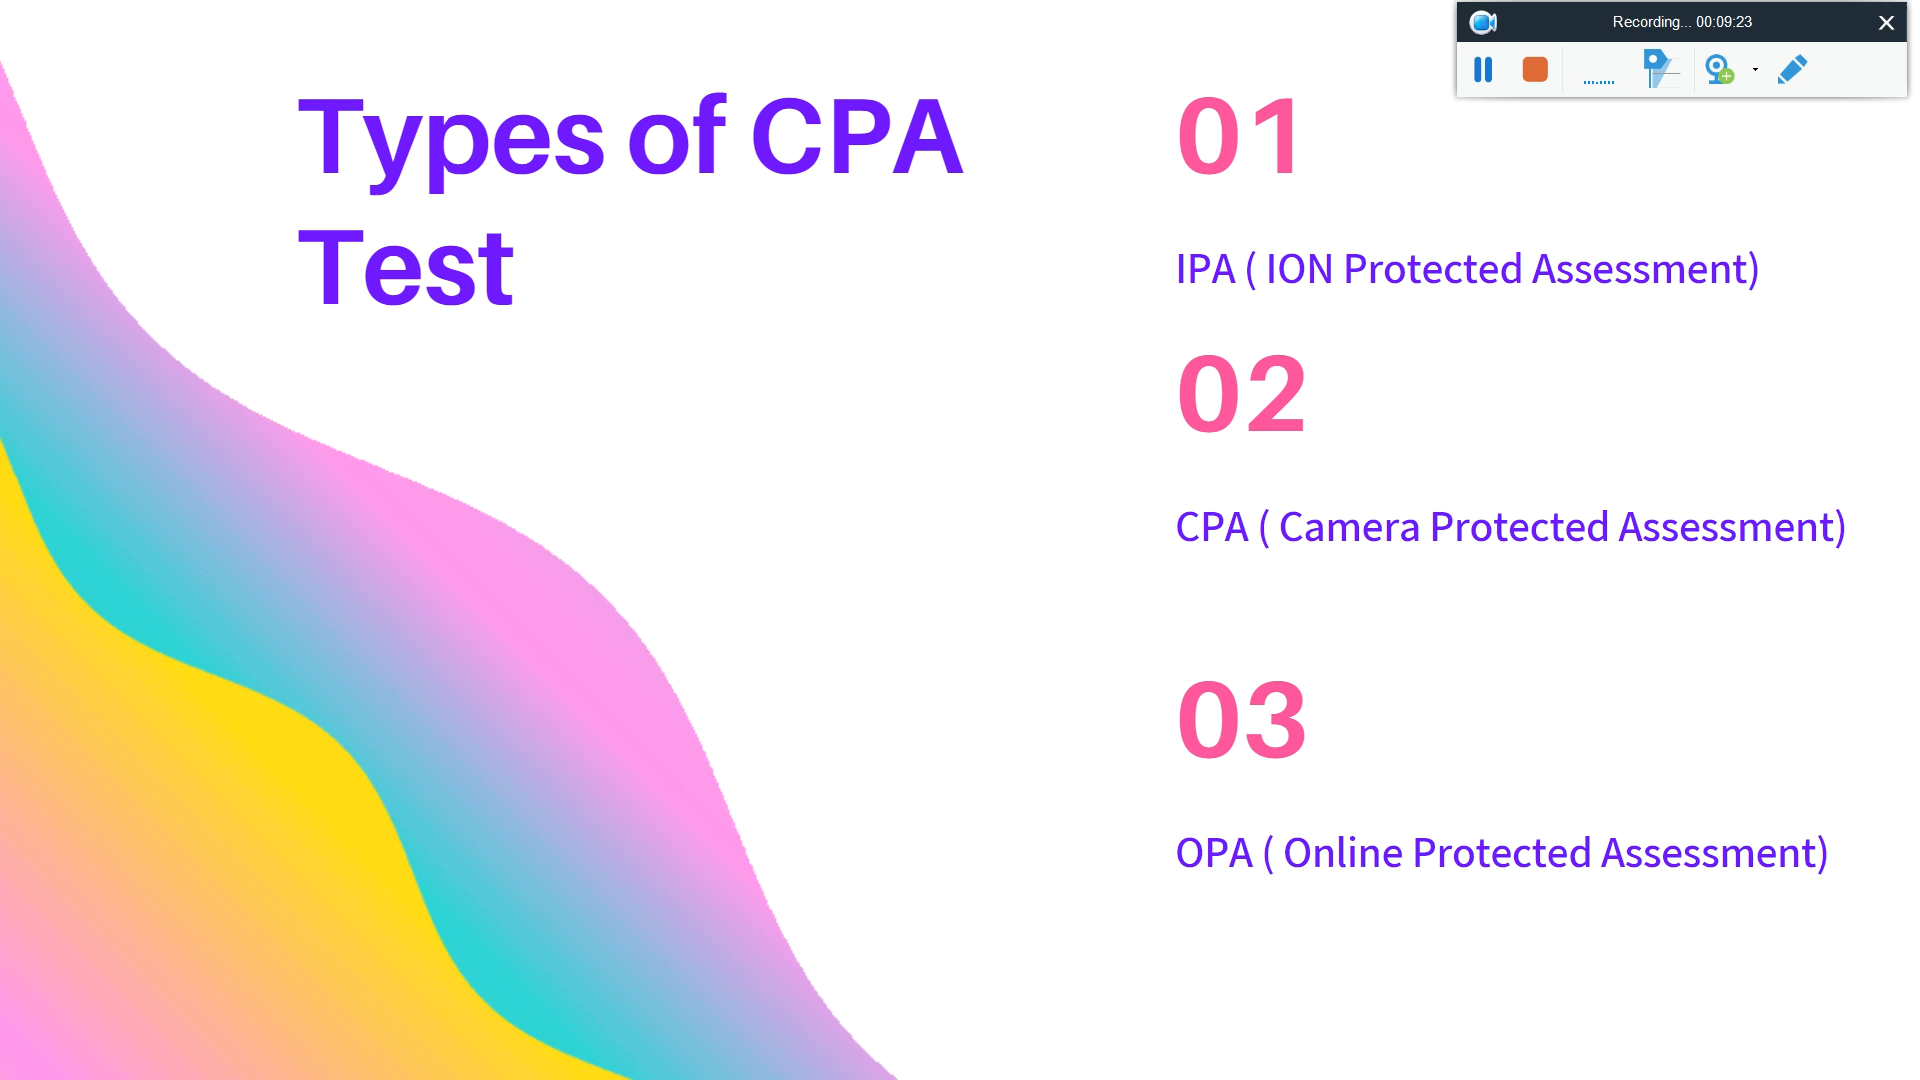 Recording... 00:09:23
Types of CPA
Test
01
IPA ( ION Protected Assessment)
02
CPA ( Camera Protected Assessment)
03
OPA ( Online Protected Assessment)